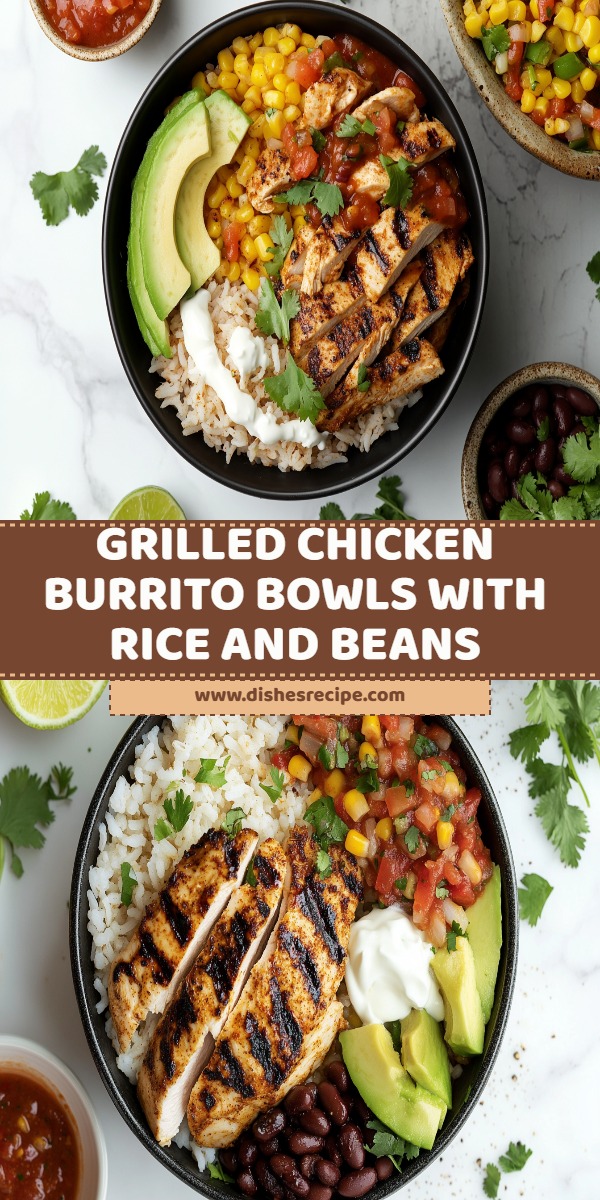 GRILLED CHICKEN
BURRITO BOWLS WITH
RICE AND BEANS
www.dishesrecipe.com